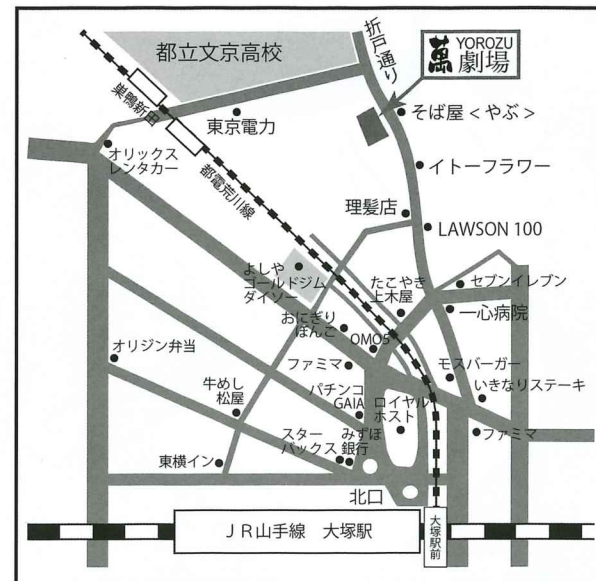 都立文京高校
折戸通り
萬
YOROZU
劇場
巣鴨新田
東京電力
そば屋<やぶ>
オリックス
レンタカー
都電荒川線
イトーフラワー
理髪店
LAWSON 100
よしや
ゴールドジム
ダイソー
たこやき
上木屋
セブンイレブン
一心病院
おにぎり
ぼんご
OMO5
オリジン弁当
ファミマ
モスバーガー
いきなりステーキ
牛めし
松屋
パチンコ
GAIA
ロイヤル
ホスト
ファミマ
スター
バックス
みずほ
銀行
東横イン
北口
JR山手線 大塚駅
大塚駅前